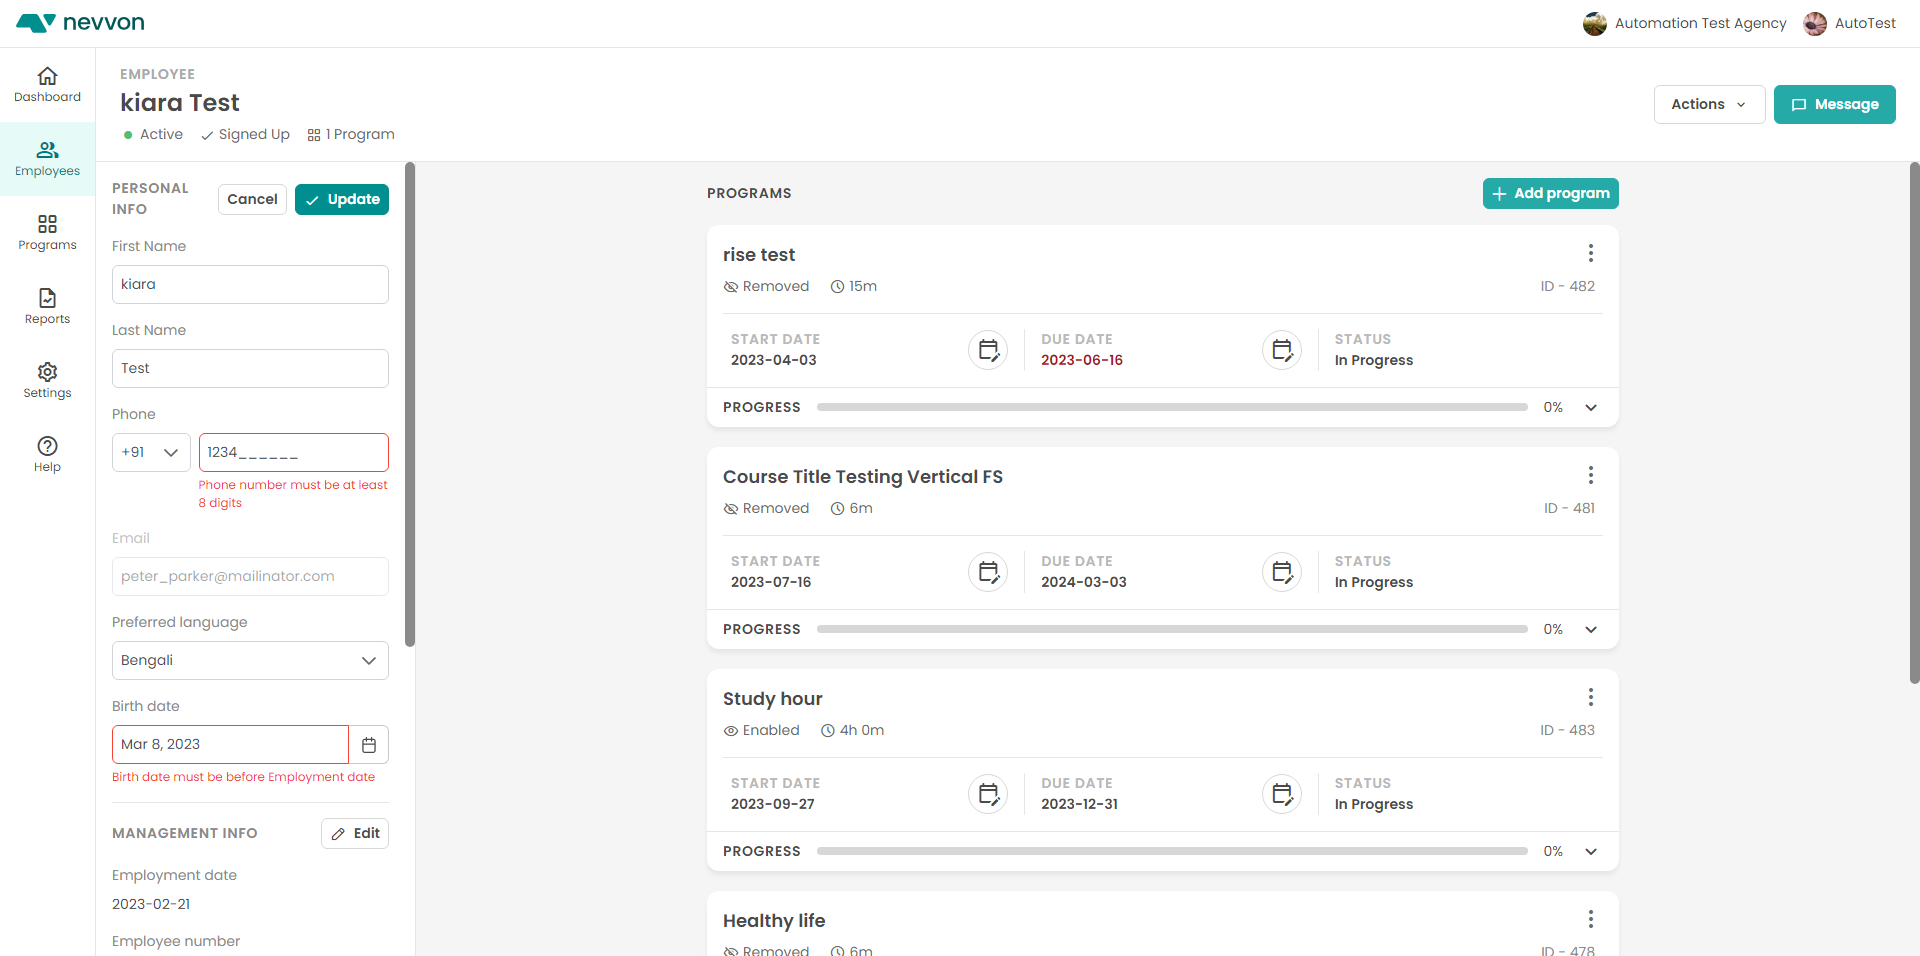 nevvon
Automation Test Agency
AutoTest
Dashboard
Employees
Programs
Reports
Settings
Help
EMPLOYEE
kiara Test
Active
Signed Up
1 Program
Actions
Message
PERSONAL INFO
Cancel
Update
First Name
kiara
Last Name
Test
Phone
+91
1234______
Phone number must be at least
8 digits
Email
peter_parker@mailinator.com
Preferred language
Bengali
Birth date
Mar 8, 2023
Birth date must be before Employment date
MANAGEMENT INFO
Edit
Employment date
2023-02-21
Employee number
PROGRAMS
Add program
rise test
Removed
15m
ID - 482
START DATE
2023-04-03
DUE DATE
2023-06-16
STATUS
In Progress
PROGRESS
0%
Course Title Testing Vertical FS
Removed
6m
ID - 481
START DATE
2023-07-16
DUE DATE
2024-03-03
STATUS
In Progress
PROGRESS
0%
Study hour
Enabled
4h 0m
ID - 483
START DATE
2023-09-27
DUE DATE
2023-12-31
STATUS
In Progress
PROGRESS
0%
Healthy life
Removed
6m
ID - 478